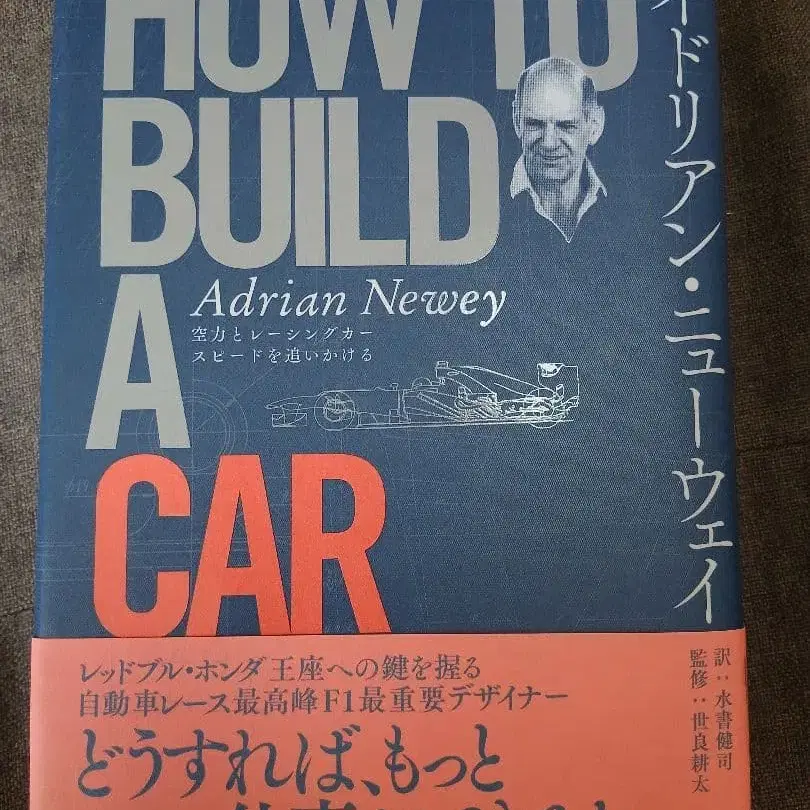 HOW TO
BUILD
A
CAR
Adrian Newey
空力とレーシングカー
スピードを追いかける
エイドリアン・ニューウェイ
レッドブル・ホンダ王座への鍵を握る
自動車レース最高峰F1最重要デザイナー
どうすれば、もっと
訳：水書健司
監修：世良耕太